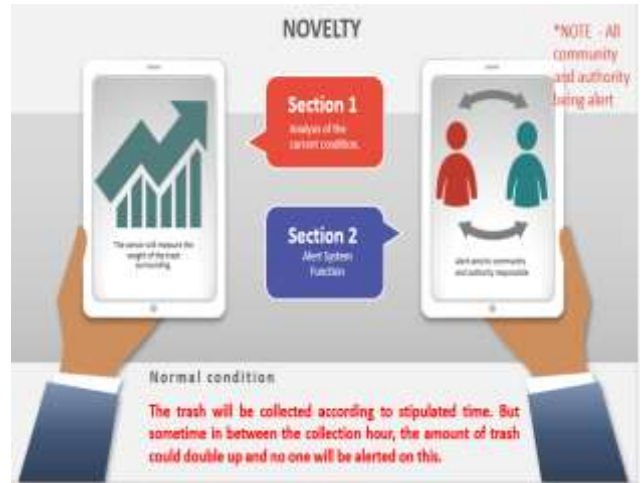 NOVELTY
*NOTE - All
community
and authority
being alert
Section 1
Analysis of the
current condition.
The sensor will measure the
weight of the trash
surrounding.
Section 2
Alert System
Function
Alert send to community
and authority responsible
Normal condition
The trash will be collected according to stipulated time. But
sometime in between the collection hour, the amount of trash
could double up and no one will be alerted on this.